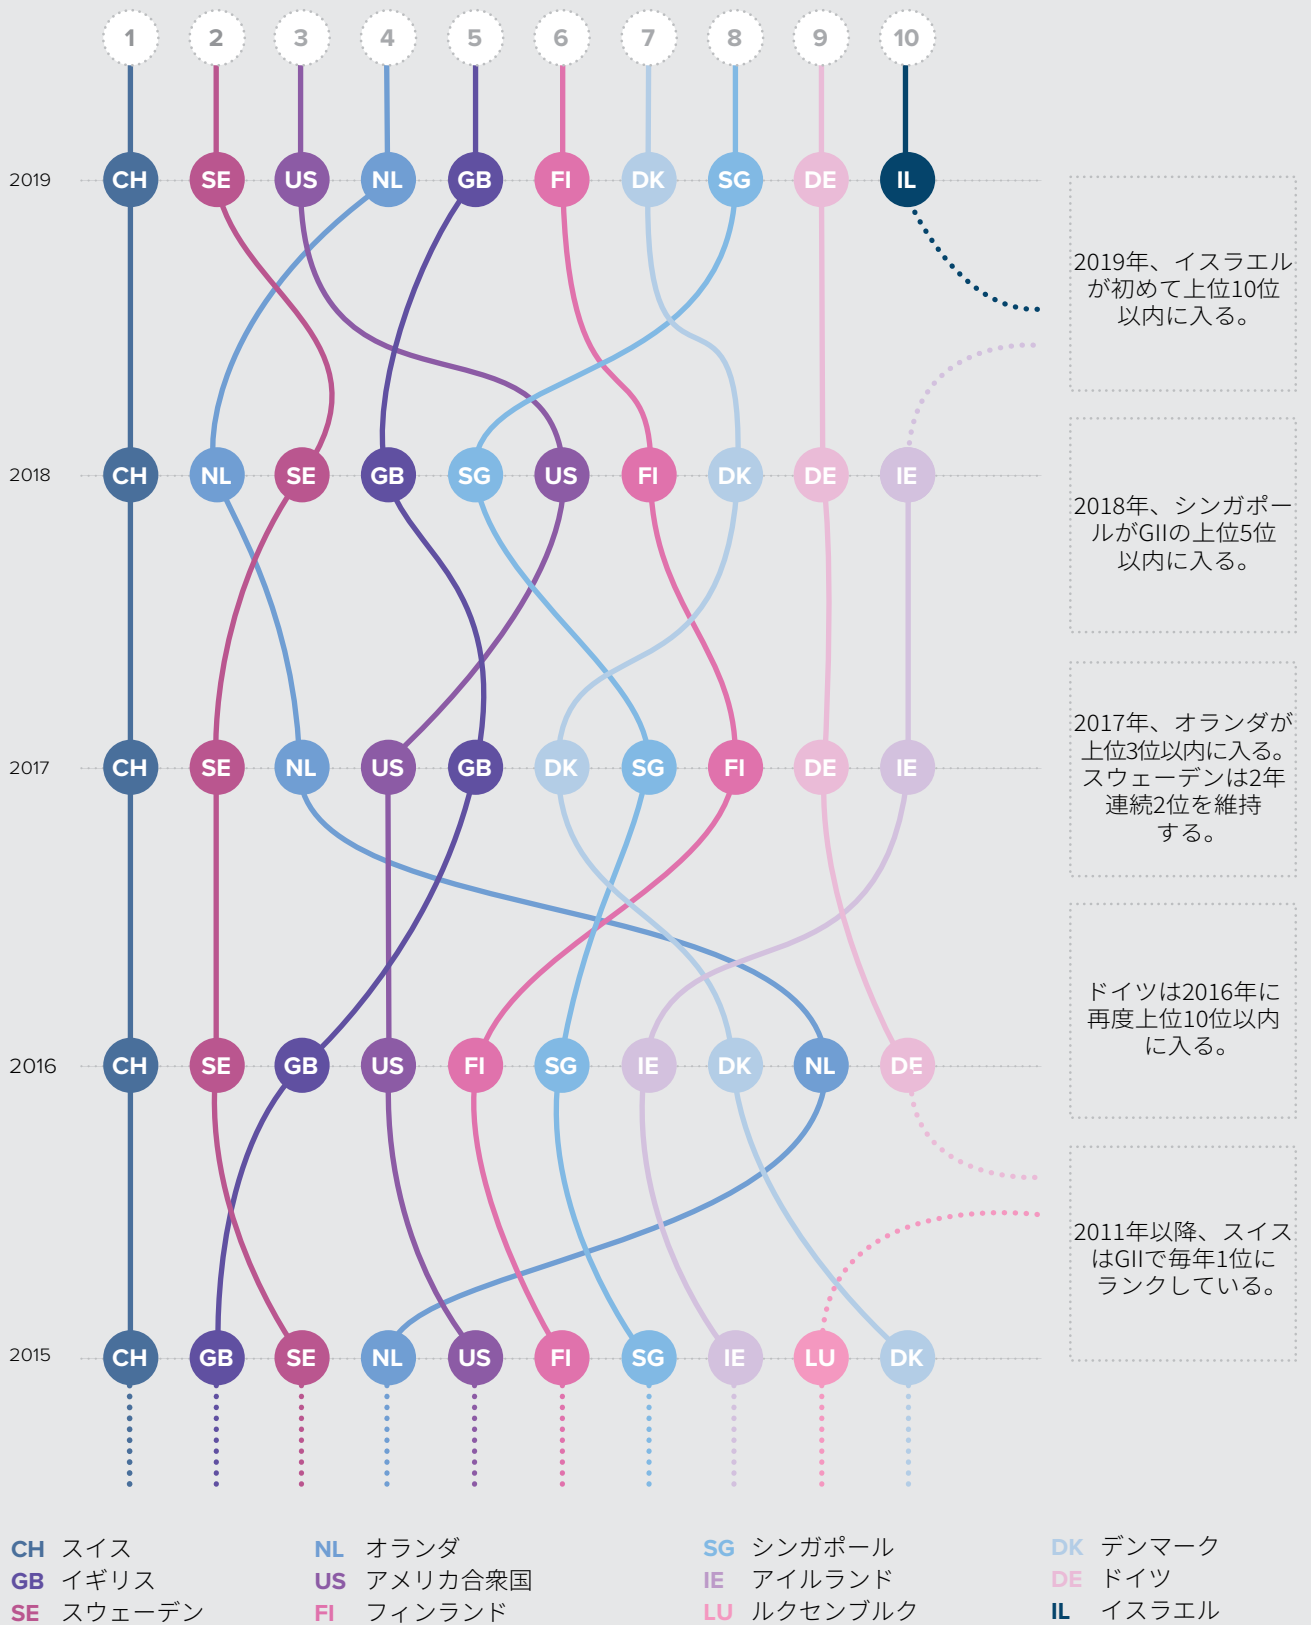 1 2 3 4 5 6 7 8 9 10
2019 CH SE US NL GB FI DK SG DE IL
2019年、イスラエル
が初めて上位10位
以内に入る。
2018 CH NL SE GB SG US FI DK DE IE
2018年、シンガポー
ルがGIIの上位5位
以内に入る。
2017 CH SE NL US GB DK SG FI DE IE
2017年、オランダが
上位3位以内に入る。
スウェーデンは2年
連続2位を維持
する。
2016 CH SE GB US FI SG IE DK NL DE
ドイツは2016年に
再度上位10位以内
に入る。
2015 CH GB SE NL US FI SG IE LU DK
2011年以降、スイス
はGIIで毎年1位に
ランクしている。
CH スイス NL オランダ SG シンガポール DK デンマーク
GB イギリス US アメリカ合衆国 IE アイルランド DE ドイツ
SE スウェーデン FI フィンランド LU ルクセンブルク IL イスラエル